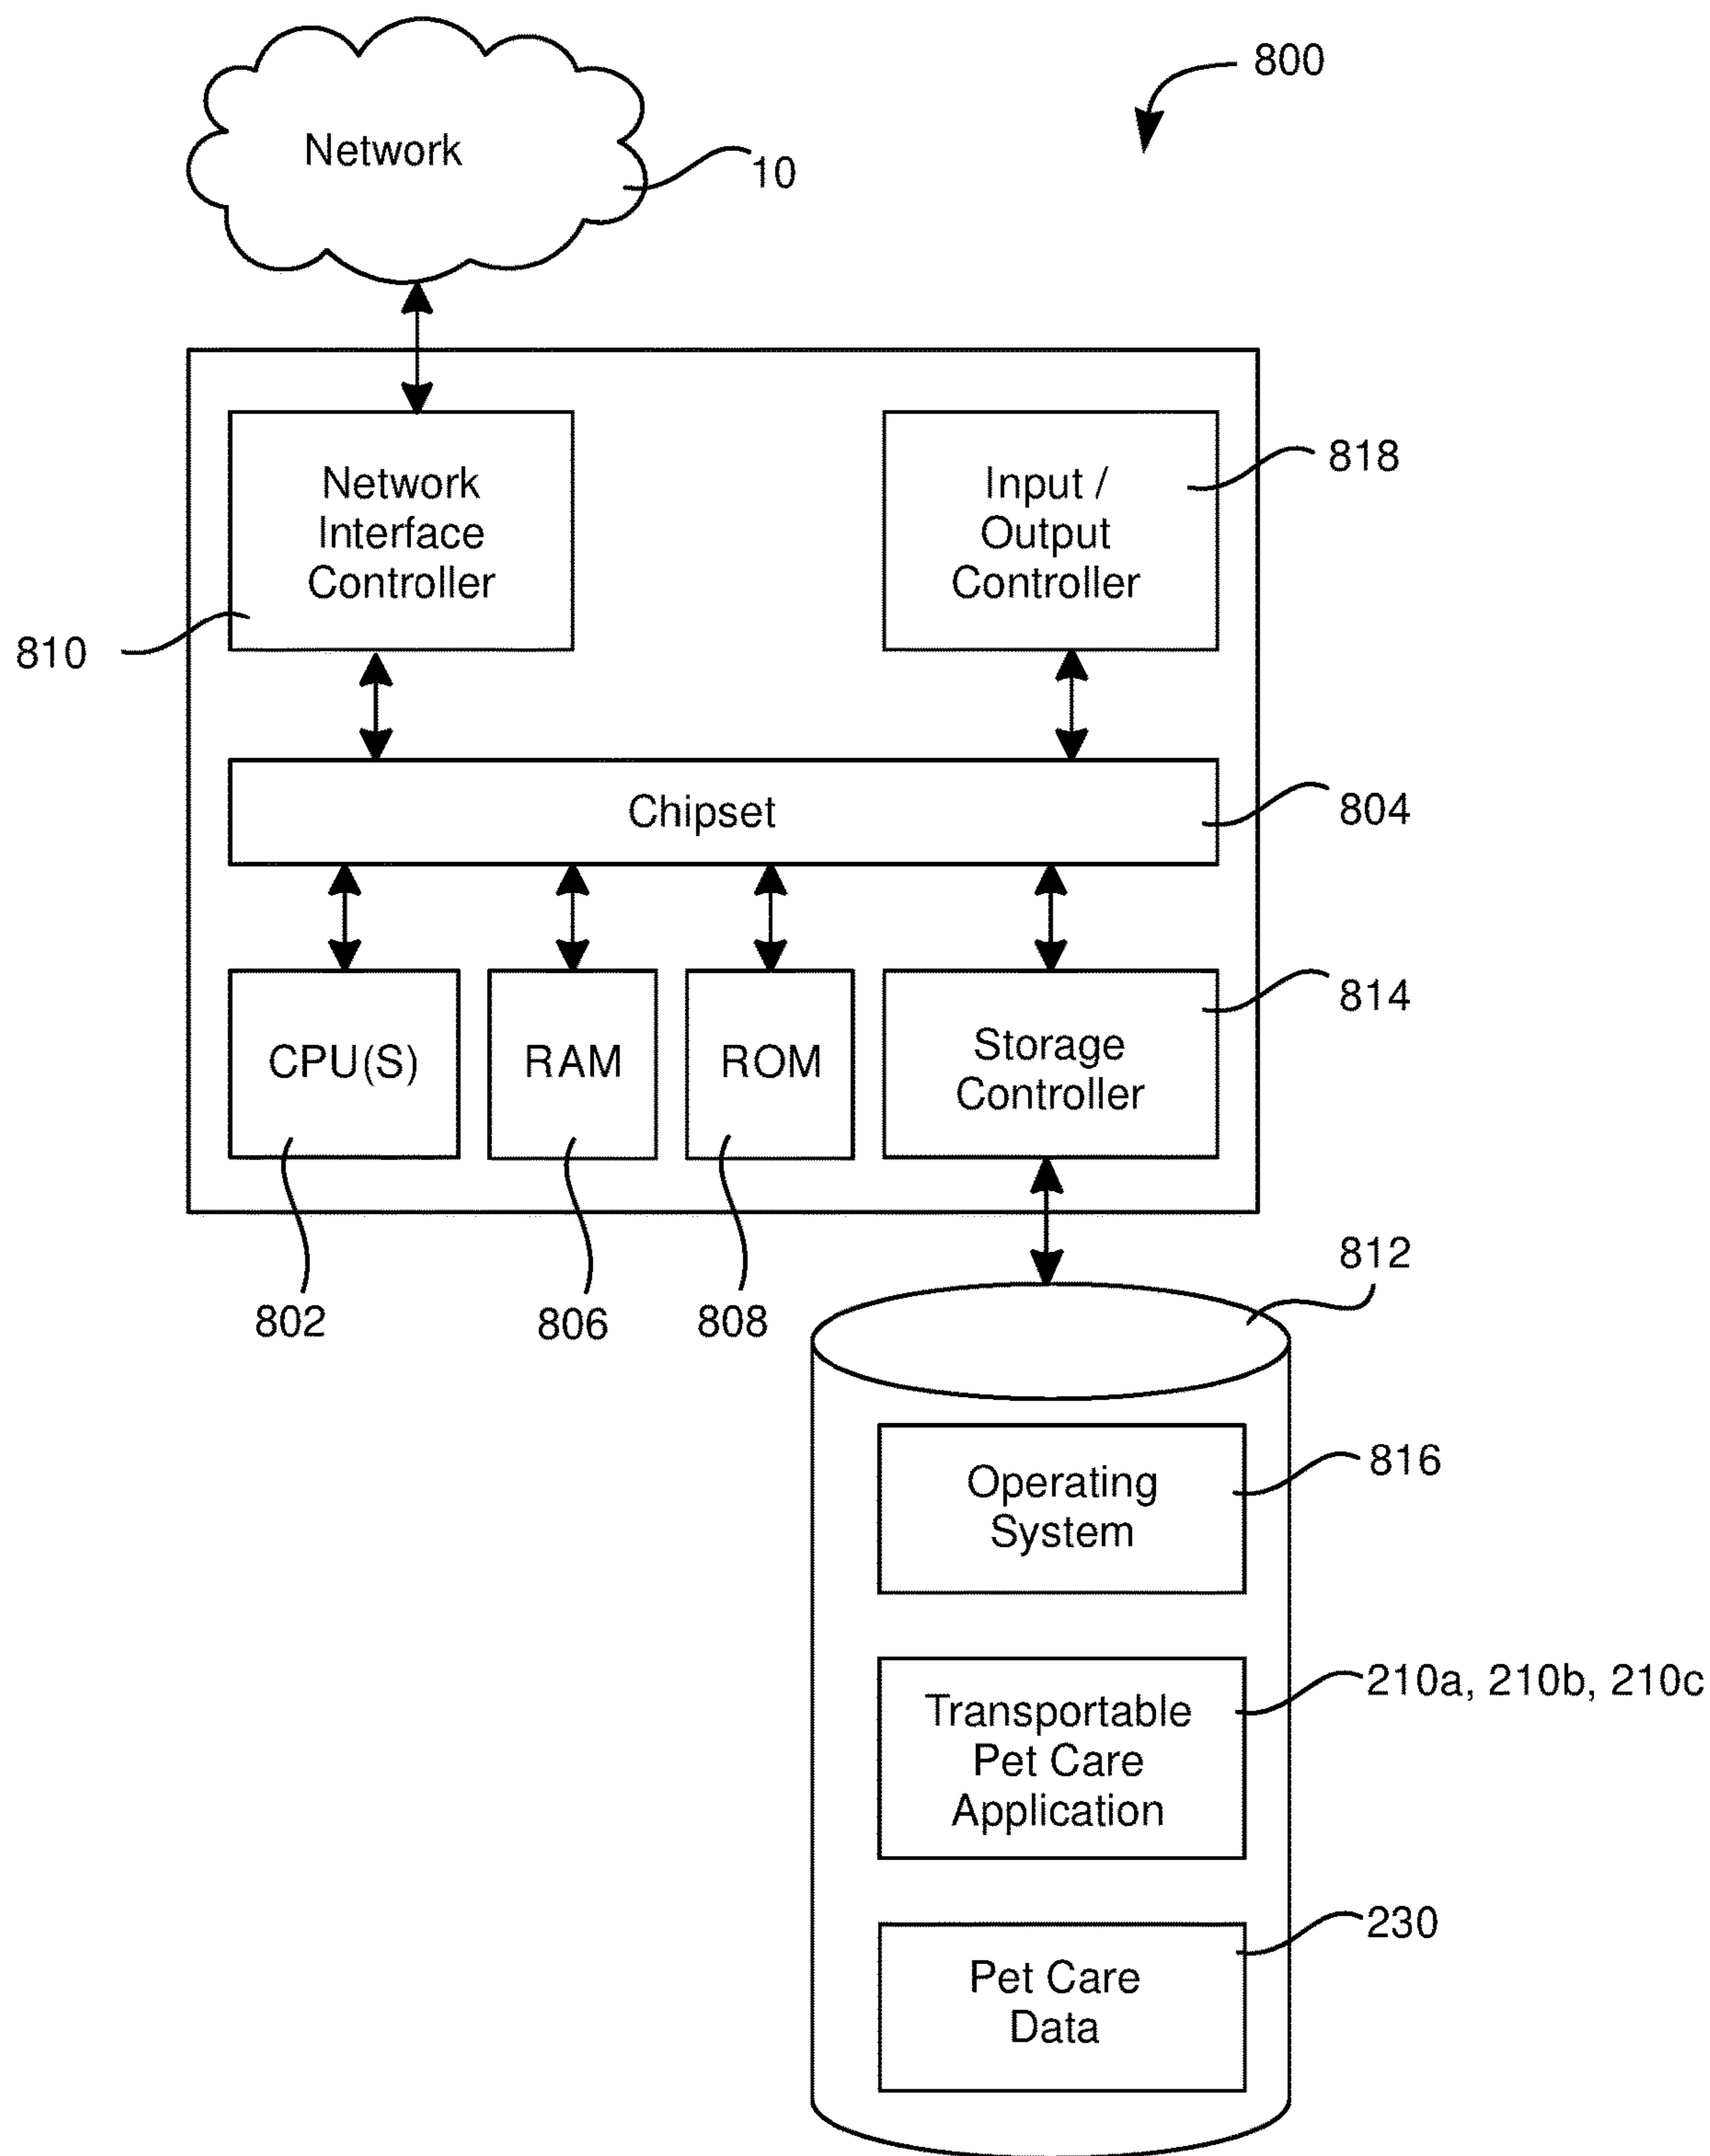 800
Network
10
Network
Interface
Controller
810
Input /
Output
Controller
818
Chipset
804
CPU(S)
RAM
ROM
Storage
Controller
814
802
806
808
812
Operating
System
816
Transportable
Pet Care
Application
210a, 210b, 210c
Pet Care
Data
230